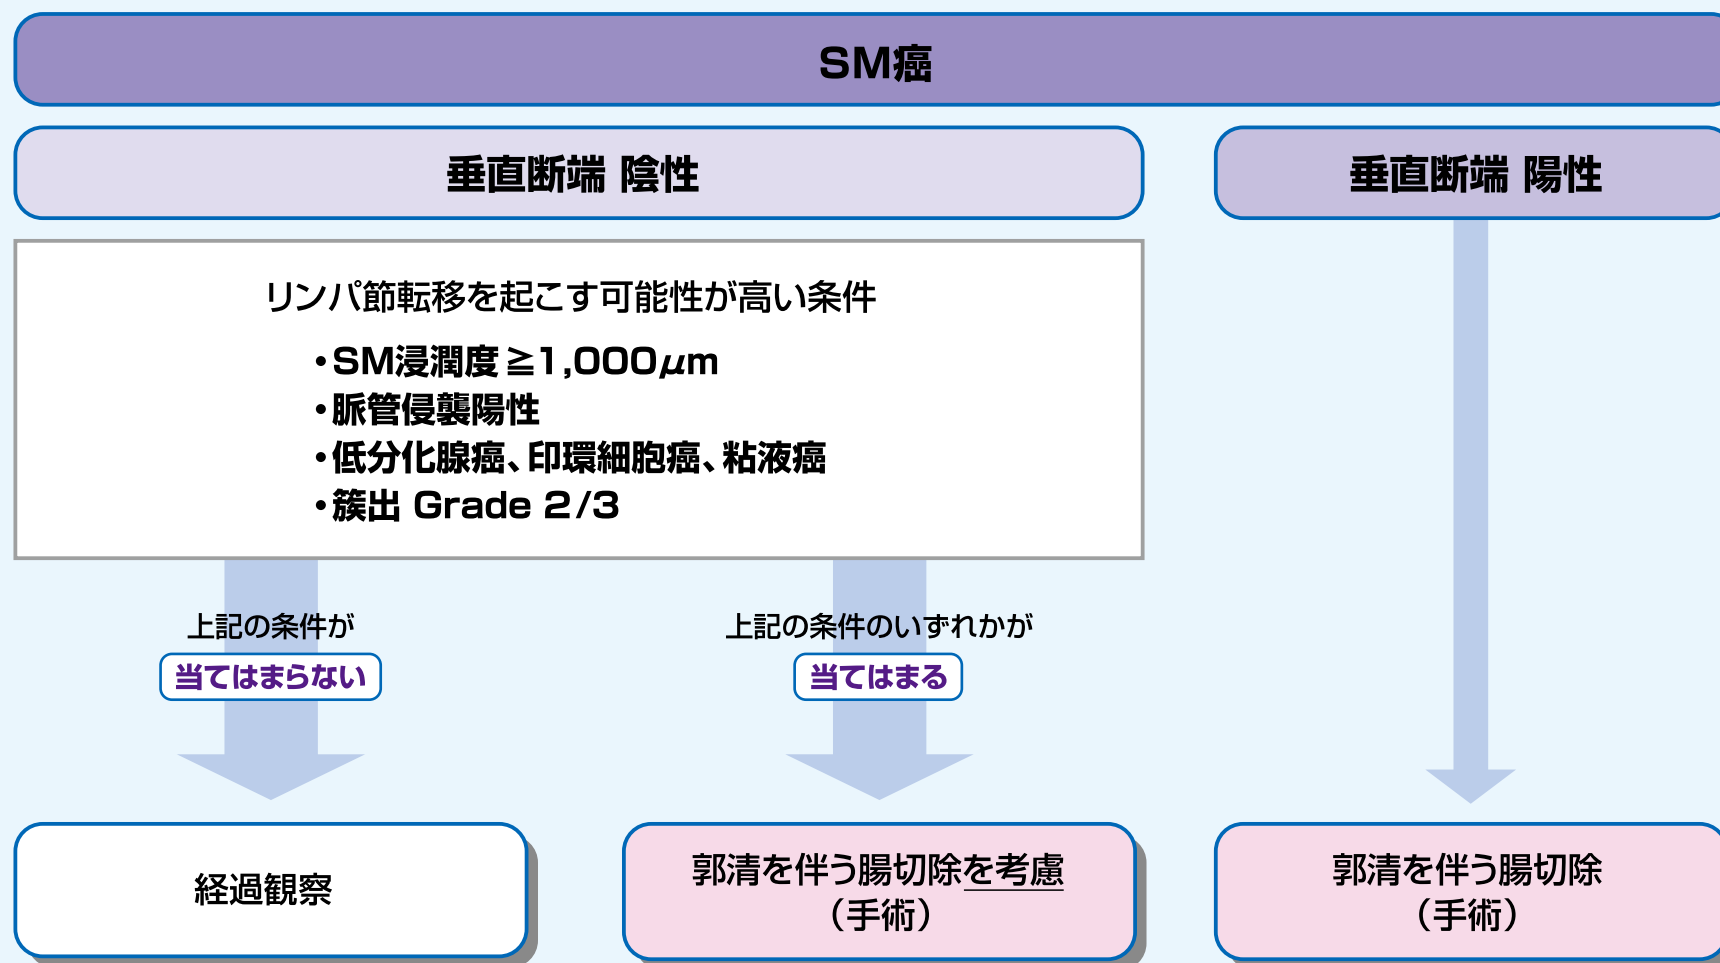 SM癌
垂直断端 陰性
垂直断端 陽性
リンパ節転移を起こす可能性が高い条件
・SM浸潤度≧1,000μm
・脈管侵襲陽性
・低分化腺癌、印環細胞癌、粘液癌
・簇出 Grade 2/3
上記の条件が
当てはまらない
上記の条件のいずれかが
当てはまる
経過観察
郭清を伴う腸切除を考慮
（手術）
郭清を伴う腸切除
（手術）